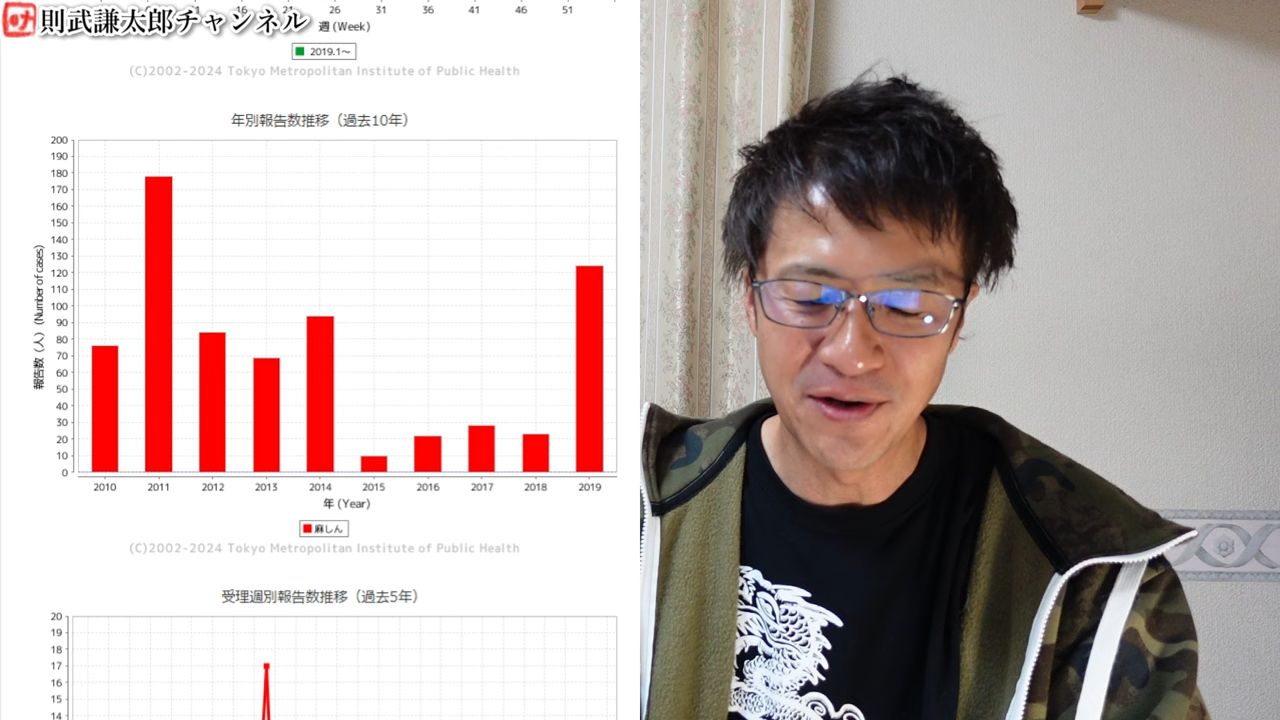 則武謙太郎チャンネル
26 31 36 41 46 51
週 (Week)
2019.1～
(C)2002-2024 Tokyo Metropolitan Institute of Public Health
年別報告数推移（過去10年）
報告数（人）(Number of cases)
200
190
180
170
160
150
140
130
120
110
100
90
80
70
60
50
40
30
20
10
0
2010 2011 2012 2013 2014 2015 2016 2017 2018 2019
年 (Year)
麻しん
(C)2002-2024 Tokyo Metropolitan Institute of Public Health
受理週別報告数推移（過去5年）
20
19
18
17
16
15
14